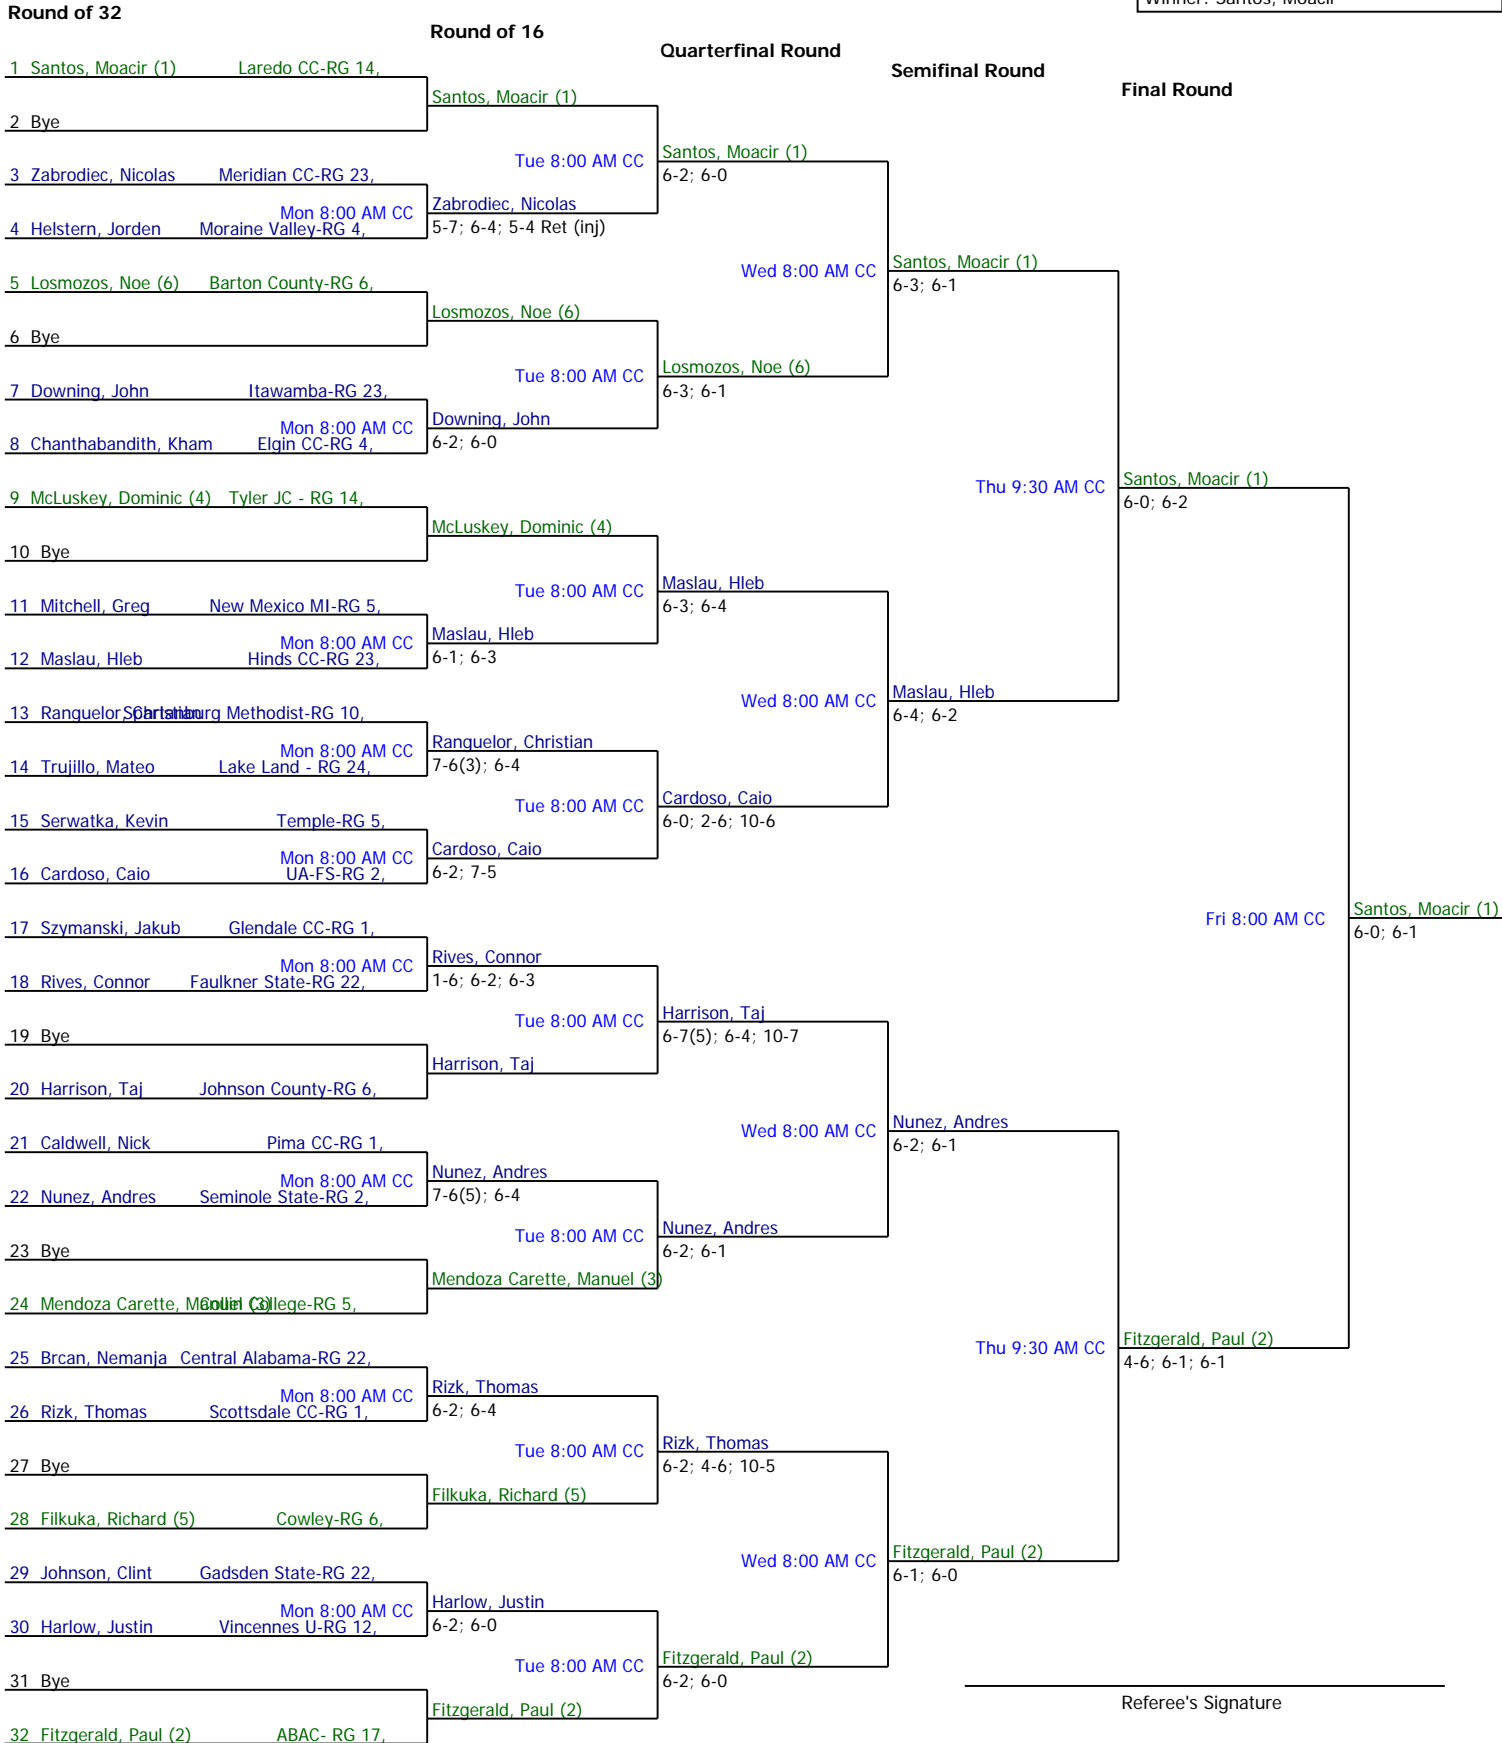 Winner: Santos, Moacir
Round of 32
Round of 16
Quarterfinal Round
Semifinal Round
Final Round
1 Santos, Moacir (1) Laredo CC-RG 14,
2 Bye
3 Zabrodiec, Nicolas Meridian CC-RG 23,
Mon 8:00 AM CC
4 Helstern, Jorden Moraine Valley-RG 4,
5 Losmozos, Noe (6) Barton County-RG 6,
6 Bye
7 Downing, John Itawamba-RG 23,
Mon 8:00 AM CC
8 Chanthabandith, Kham Elgin CC-RG 4,
9 McLuskey, Dominic (4) Tyler JC - RG 14,
10 Bye
11 Mitchell, Greg New Mexico MI-RG 5,
Mon 8:00 AM CC
12 Maslau, Hleb Hinds CC-RG 23,
13 Ranguelor, Christian Spartanburg Methodist-RG 10,
Mon 8:00 AM CC
14 Trujillo, Mateo Lake Land - RG 24,
15 Serwatka, Kevin Temple-RG 5,
Mon 8:00 AM CC
16 Cardoso, Caio UA-FS-RG 2,
17 Szymanski, Jakub Glendale CC-RG 1,
Mon 8:00 AM CC
18 Rives, Connor Faulkner State-RG 22,
19 Bye
20 Harrison, Taj Johnson County-RG 6,
21 Caldwell, Nick Pima CC-RG 1,
Mon 8:00 AM CC
22 Nunez, Andres Seminole State-RG 2,
23 Bye
24 Mendoza Carette, Manuel (3) Collin College-RG 5,
25 Brcan, Nemanja Central Alabama-RG 22,
Mon 8:00 AM CC
26 Rizk, Thomas Scottsdale CC-RG 1,
27 Bye
28 Filkuka, Richard (5) Cowley-RG 6,
29 Johnson, Clint Gadsden State-RG 22,
Mon 8:00 AM CC
30 Harlow, Justin Vincennes U-RG 12,
31 Bye
32 Fitzgerald, Paul (2) ABAC- RG 17,
Santos, Moacir (1)
Tue 8:00 AM CC
Zabrodiec, Nicolas
5-7; 6-4; 5-4 Ret (inj)
Losmozos, Noe (6)
Tue 8:00 AM CC
Downing, John
6-2; 6-0
McLuskey, Dominic (4)
Tue 8:00 AM CC
Maslau, Hleb
6-1; 6-3
Ranguelor, Christian
7-6(3); 6-4
Tue 8:00 AM CC
Cardoso, Caio
6-2; 7-5
Rives, Connor
1-6; 6-2; 6-3
Tue 8:00 AM CC
Harrison, Taj
Nunez, Andres
7-6(5); 6-4
Tue 8:00 AM CC
Mendoza Carette, Manuel (3)
Rizk, Thomas
6-2; 6-4
Tue 8:00 AM CC
Filkuka, Richard (5)
Harlow, Justin
6-2; 6-0
Tue 8:00 AM CC
Fitzgerald, Paul (2)
Santos, Moacir (1)
6-2; 6-0
Wed 8:00 AM CC
Losmozos, Noe (6)
6-3; 6-1
Maslau, Hleb
6-3; 6-4
Wed 8:00 AM CC
Cardoso, Caio
6-0; 2-6; 10-6
Harrison, Taj
6-7(5); 6-4; 10-7
Wed 8:00 AM CC
Nunez, Andres
6-2; 6-1
Rizk, Thomas
6-2; 4-6; 10-5
Wed 8:00 AM CC
Fitzgerald, Paul (2)
6-2; 6-0
Santos, Moacir (1)
6-3; 6-1
Thu 9:30 AM CC
Maslau, Hleb
6-4; 6-2
Nunez, Andres
6-2; 6-1
Thu 9:30 AM CC
Fitzgerald, Paul (2)
6-1; 6-0
Santos, Moacir (1)
6-0; 6-2
Fri 8:00 AM CC
Fitzgerald, Paul (2)
4-6; 6-1; 6-1
Santos, Moacir (1)
6-0; 6-1
Referee's Signature